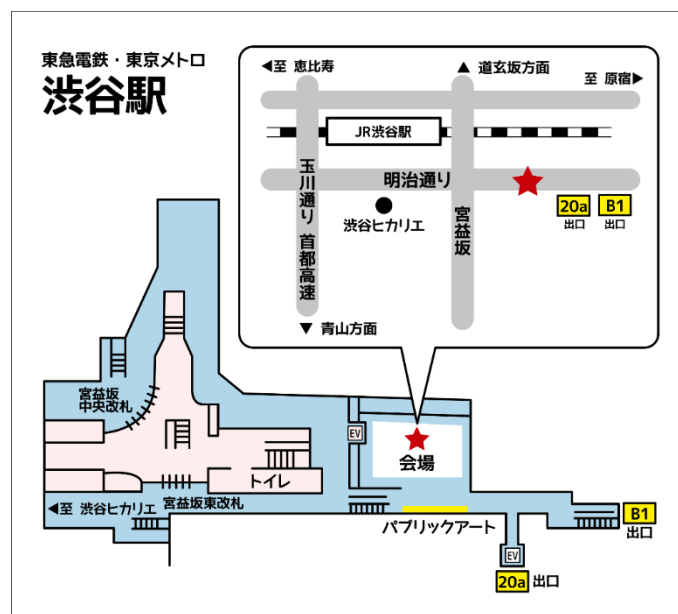 東急電鉄・東京メトロ
渋谷駅
◀至 恵比寿
▲ 道玄坂方面
至 原宿▶
JR渋谷駅
玉川通り 首都高速
明治通り
宮益坂
渋谷ヒカリエ
20a
出口
B1
出口
▼ 青山方面
宮益坂
中央改札
EV
会場
トイレ
◀至 渋谷ヒカリエ
宮益坂東改札
パブリックアート
B1
出口
EV
20a 出口